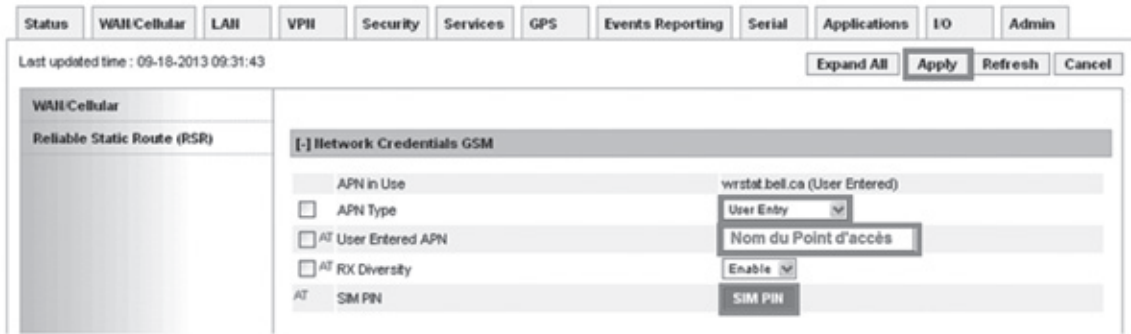 Status WAN/Cellular LAN VPN Security Services GPS Events Reporting Serial Applications I/O Admin
Last updated time : 09-18-2013 09:31:43 Expand All Apply Refresh Cancel
WAN/Cellular
Reliable Static Route (RSR)
[-] Network Credentials GSM
APN in Use wrstat.bell.ca (User Entered)
APN Type User Entry
AT User Entered APN Nom du Point d'accès
AT RX Diversity Enable
AT SIM PIN SIM PIN